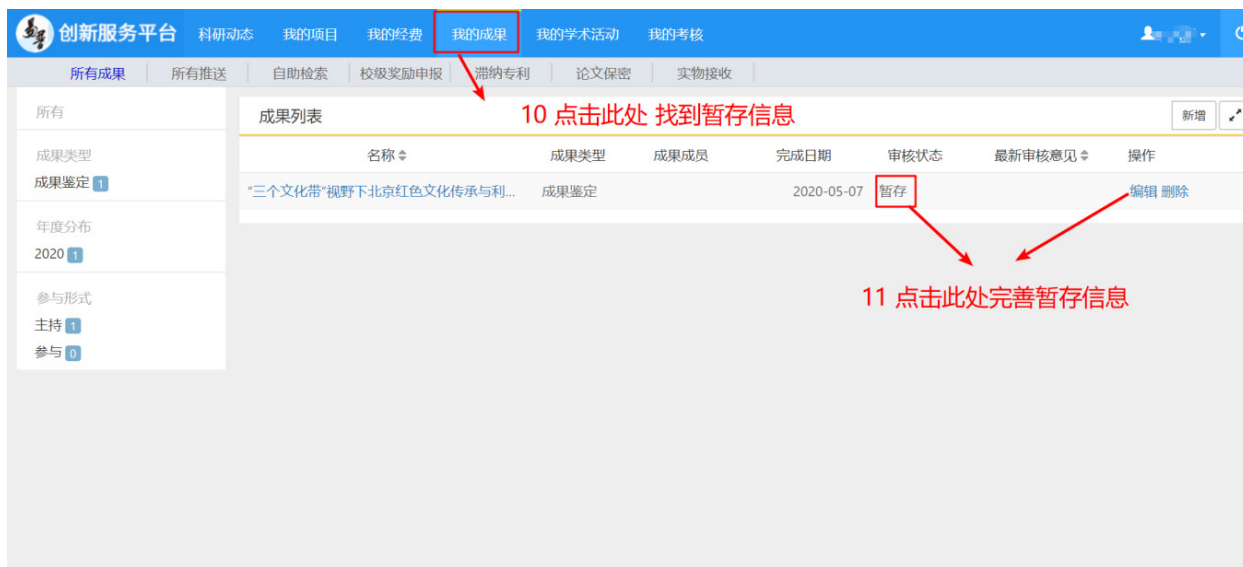 创新服务平台 科研动态 我的项目 我的经费 我的成果 我的学术活动 我的考核
所有成果 所有推送 自助检索 校级奖励申报 滞纳专利 论文保密 实物接收
所有
成果类型
成果鉴定 1
年度分布
2020 1
参与形式
主持 1
参与 0
成果列表 10 点击此处 找到暂存信息 新增
名称 成果类型 成果成员 完成日期 审核状态 最新审核意见 操作
“三个文化带”视野下北京红色文化传承与利... 成果鉴定 2020-05-07 暂存 编辑 删除
11 点击此处完善暂存信息